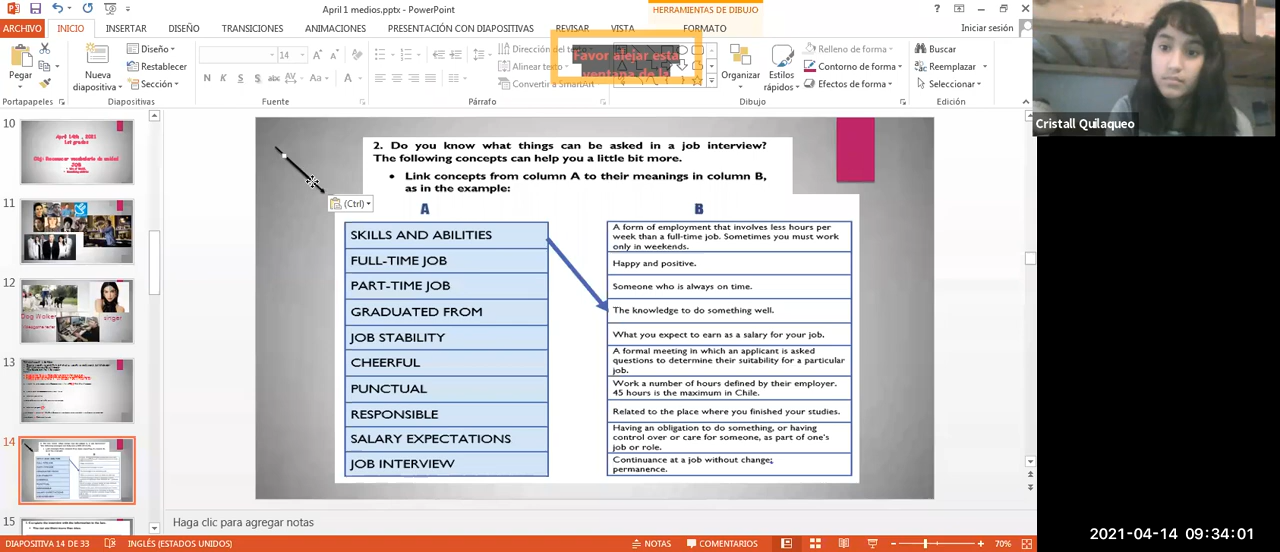 April 1 medios.pptx - PowerPoint
HERRAMIENTAS DE DIBUJO
ARCHIVO INICIO INSERTAR DISEÑO TRANSICIONES ANIMACIONES PRESENTACIÓN CON DIAPOSITIVAS REVISAR VISTA FORMATO Iniciar sesión
Pegar
Nueva
diapositiva
Diseño
Restablecer
Sección
14
N K S
Dirección del texto
Alinear texto
Convertir a SmartArt
Favor alejar esta
ventana de la
Organizar
Estilos
rápidos
Relleno de forma
Contorno de forma
Efectos de forma
Buscar
Reemplazar
Seleccionar
Portapapeles Diapositivas Fuente Párrafo Dibujo Edición
Cristall Quilaqueo
10
11
12
13
14
15
April 14th, 2021
1st grades
Dog Walker
singer
2. Do you know what things can be asked in a job interview?
The following concepts can help you a little bit more.
• Link concepts from column A to their meanings in column B,
as in the example:
(Ctrl)
A
SKILLS AND ABILITIES
FULL-TIME JOB
PART-TIME JOB
GRADUATED FROM
JOB STABILITY
CHEERFUL
PUNCTUAL
RESPONSIBLE
SALARY EXPECTATIONS
JOB INTERVIEW
B
A form of employment that involves less hours per
week than a full-time job. Sometimes you must work
only in weekends.
Happy and positive.
Someone who is always on time.
The knowledge to do something well.
What you expect to earn as a salary for your job.
A formal meeting in which an applicant is asked
questions to determine their suitability for a particular
job.
Work a number of hours defined by their employer.
45 hours is the maximum in Chile.
Related to the place where you finished your studies.
Having an obligation to do something, or having
control over or care for someone, as part of one's
job or role.
Continuance at a job without change;
permanence.
Haga clic para agregar notas
DIAPOSITIVA 14 DE 33 INGLÉS (ESTADOS UNIDOS) NOTAS COMENTARIOS 70%
2021-04-14 09:34:01